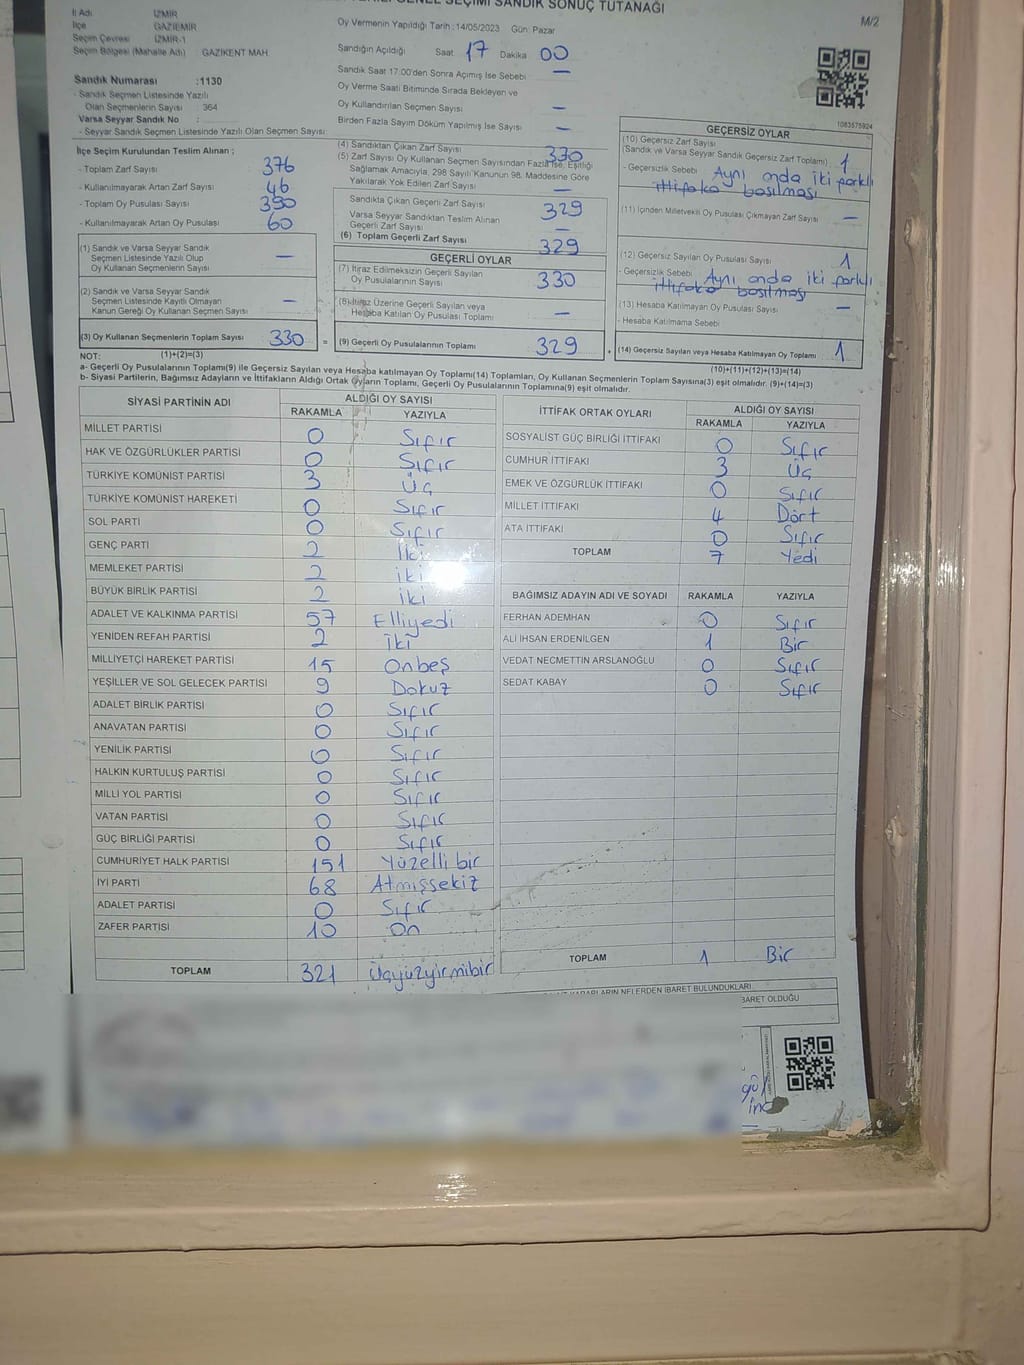 GENEL SEÇİMİ SANDIK SONUÇ TUTANAĞI
M/2
İl Adı İZMİR
İlçe GAZİEMİR
Seçim Çevresi İZMİR-1
Seçim Bölgesi (Mahalle Adı) GAZİKENT MAH
Sandık Numarası :1130
- Sandık Seçmen Listesinde Yazılı
Olan Seçmenlerin Sayısı : 364
Varsa Seyyar Sandık No :
- Seyyar Sandık Seçmen Listesinde Yazılı Olan Seçmen Sayısı:
Oy Vermenin Yapıldığı Tarih : 14/05/2023 Gün: Pazar
Sandığın Açıldığı Saat 17 Dakika 00
Sandık Saat 17:00'den Sonra Açımış İse Sebebi —
Oy Verme Saati Bitiminde Sırada Bekleyen ve
Oy Kullandırılan Seçmen Sayısı —
Birden Fazla Sayım Döküm Yapılmış İse Sayısı —
1083575924
İlçe Seçim Kurulundan Teslim Alınan ;
- Toplam Zarf Sayısı 376
- Kullanılmayarak Artan Zarf Sayısı 46
- Toplam Oy Pusulası Sayısı 390
- Kullanılmayarak Artan Oy Pusulası 60
(1) Sandık ve Varsa Seyyar Sandık
Seçmen Listesinde Yazılı Olup
Oy Kullanan Seçmenlerin Sayısı —
(2) Sandık ve Varsa Seyyar Sandık
Seçmen Listesinde Kayıtlı Olmayan
Kanun Gereği Oy Kullanan Seçmen Sayısı —
(3) Oy Kullanan Seçmenlerin Toplam Sayısı 330 =
(4) Sandıktan Çıkan Zarf Sayısı 330
(5) Zarf Sayısı Oy Kullanan Seçmen Sayısından Fazla İse, Eşitliği
Sağlamak Amacıyla, 298 Sayılı Kanunun 98. Maddesine Göre
Yakılarak Yok Edilen Zarf Sayısı —
Sandıkta Çıkan Geçerli Zarf Sayısı 329
Varsa Seyyar Sandıktan Teslim Alınan
Geçerli Zarf Sayısı —
(6) Toplam Geçerli Zarf Sayısı 329
GEÇERLİ OYLAR
(7) İtiraz Edilmeksizin Geçerli Sayılan
Oy Pusulalarının Sayısı 330
(8) İtiraz Üzerine Geçerli Sayılan veya
Hesaba Katılan Oy Pusulası Toplamı —
(9) Geçerli Oy Pusulalarının Toplamı 329 +
GEÇERSİZ OYLAR
(10) Geçersiz Zarf Sayısı
(Sandık ve Varsa Seyyar Sandık Geçersiz Zarf Toplamı) 1
- Geçersizlik Sebebi Aynı anda iki farklı
ittifaka basılması
(11) İçinden Milletvekili Oy Pusulası Çıkmayan Zarf Sayısı —
(12) Geçersiz Sayılan Oy Pusulası Sayısı 1
- Geçersizlik Sebebi Aynı anda iki farklı
ittifaka basılması
(13) Hesaba Katılmayan Oy Pusulası Sayısı —
- Hesaba Katılmama Sebebi
(14) Geçersiz Sayılan veya Hesaba Katılmayan Oy Toplamı 1
NOT: (1)+(2)=(3) (10)+(11)+(12)+(13)=(14)
a- Geçerli Oy Pusulalarının Toplamı(9) ile Geçersiz Sayılan veya Hesaba katılmayan Oy Toplamı(14) Toplamları, Oy Kullanan Seçmenlerin Toplam Sayısına(3) eşit olmalıdır. (9)+(14)=(3)
b- Siyasi Partilerin, Bağımsız Adayların ve İttifakların Aldığı Ortak Oyların Toplamı, Geçerli Oy Pusulalarının Toplamına(9) eşit olmalıdır.
SİYASİ PARTİNİN ADI ALDIĞI OY SAYISI
RAKAMLA YAZIYLA
MİLLET PARTİSİ 0 Sıfır
HAK VE ÖZGÜRLÜKLER PARTİSİ 0 Sıfır
TÜRKİYE KOMÜNİST PARTİSİ 3 Üç
TÜRKİYE KOMÜNİST HAREKETİ 0 Sıfır
SOL PARTİ 0 Sıfır
GENÇ PARTİ 2 İki
MEMLEKET PARTİSİ 2 iki
BÜYÜK BİRLİK PARTİSİ 2 iki
ADALET VE KALKINMA PARTİSİ 57 Elliyedi
YENİDEN REFAH PARTİSİ 2 İki
MİLLİYETÇİ HAREKET PARTİSİ 15 Onbeş
YEŞİLLER VE SOL GELECEK PARTİSİ 9 Dokuz
ADALET BİRLİK PARTİSİ 0 Sıfır
ANAVATAN PARTİSİ 0 Sıfır
YENİLİK PARTİSİ 0 Sıfır
HALKIN KURTULUŞ PARTİSİ 0 Sıfır
MİLLİ YOL PARTİSİ 0 Sıfır
VATAN PARTİSİ 0 Sıfır
GÜÇ BİRLİĞİ PARTİSİ 0 Sıfır
CUMHURİYET HALK PARTİSİ 151 Yüzelli bir
İYİ PARTİ 68 Atmışsekiz
ADALET PARTİSİ 0 Sıfır
ZAFER PARTİSİ 10 On
TOPLAM 321 Üçyüzyirmibir
İTTİFAK ORTAK OYLARI ALDIĞI OY SAYISI
RAKAMLA YAZIYLA
SOSYALİST GÜÇ BİRLİĞİ İTTİFAKI 0 Sıfır
CUMHUR İTTİFAKI 3 Üç
EMEK VE ÖZGÜRLÜK İTTİFAKI 0 Sıfır
MİLLET İTTİFAKI 4 Dört
ATA İTTİFAKI 0 Sıfır
TOPLAM 7 Yedi
BAĞIMSIZ ADAYIN ADI VE SOYADI RAKAMLA YAZIYLA
FERHAN ADEMHAN 0 Sıfır
ALİ İHSAN ERDENİLGEN 1 Bir
VEDAT NECMETTİN ARSLANOĞLU 0 Sıfır
SEDAT KABAY 0 Sıfır
TOPLAM 1 Bir
KARARLARIN NELERDEN İBARET BULUNDUKLARI
BARET OLDUĞU